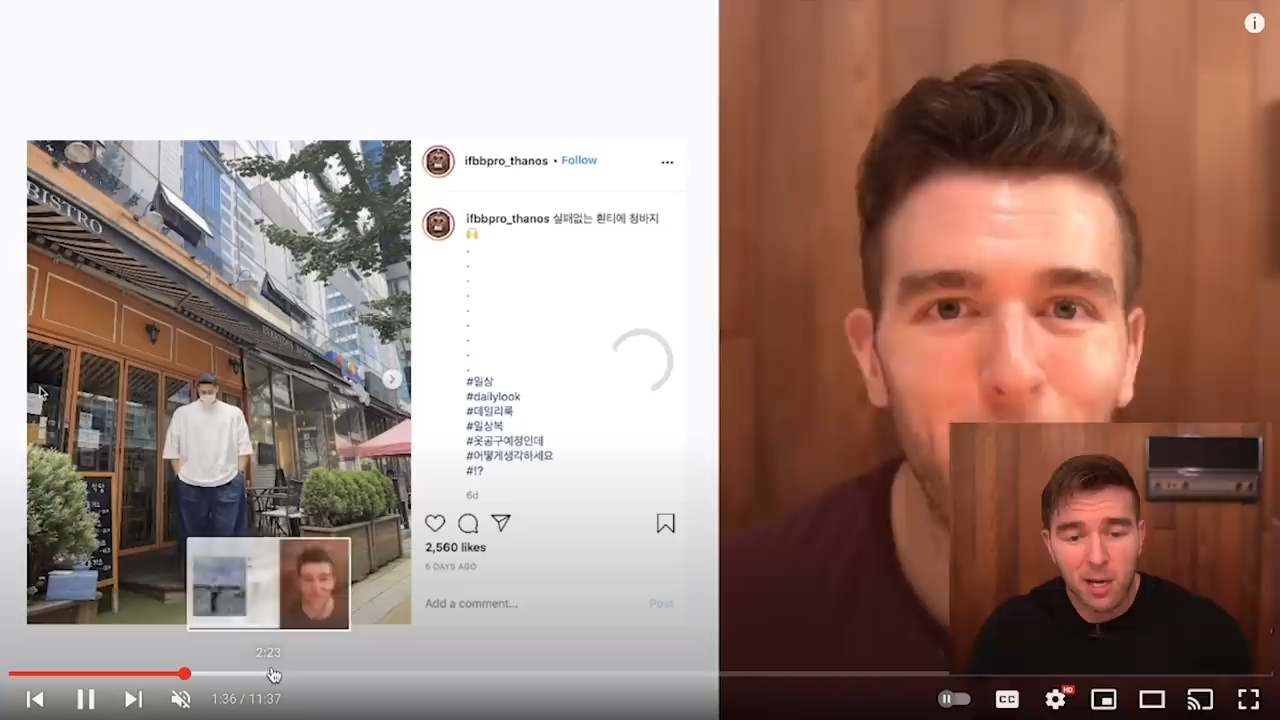 BISTRO
ifbbpro_thanos • Follow
ifbbpro_thanos 실패없는 흰티에 청바지
.
.
.
.
.
.
.
.
.
#일상
#dailylook
#데일리룩
#일상복
#옷공구예정인데
#어떻게생각하세요
#!?
6d
2,560 likes
6 DAYS AGO
Add a comment...
Post
2:23
1:36 / 11:37
CC
HD